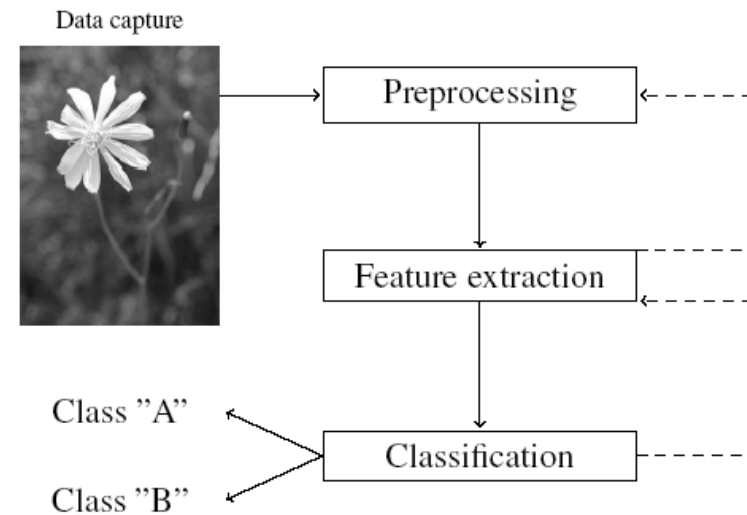 Data capture
Preprocessing
Feature extraction
Class ”A”
Classification
Class ”B”